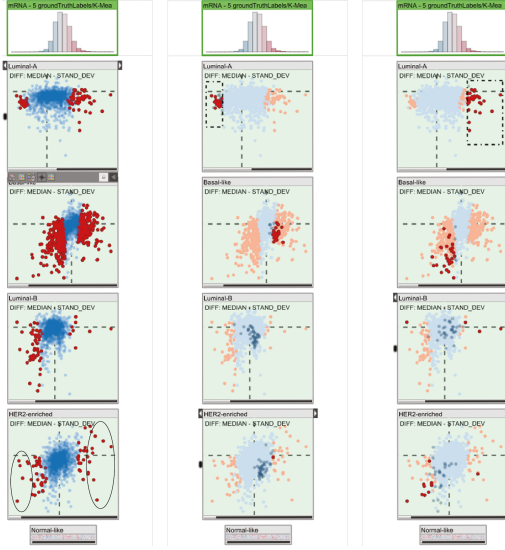 mRNA - 5 groundTruthLabels/K-Mea
Luminal-A
DIFF: MEDIAN - STAND_DEV
Basal-like
DIFF: MEDIAN - STAND_DEV
Luminal-B
DIFF: MEDIAN - STAND_DEV
HER2-enriched
DIFF: MEDIAN - STAND_DEV
Normal-like
mRNA - 5 groundTruthLabels/K-Mea
Luminal-A
DIFF: MEDIAN - STAND_DEV
Basal-like
DIFF: MEDIAN - STAND_DEV
Luminal-B
DIFF: MEDIAN - STAND_DEV
HER2-enriched
DIFF: MEDIAN - STAND_DEV
Normal-like
mRNA - 5 groundTruthLabels/K-Mea
Luminal-A
DIFF: MEDIAN - STAND_DEV
Basal-like
DIFF: MEDIAN - STAND_DEV
Luminal-B
DIFF: MEDIAN - STAND_DEV
HER2-enriched
DIFF: MEDIAN - STAND_DEV
Normal-like